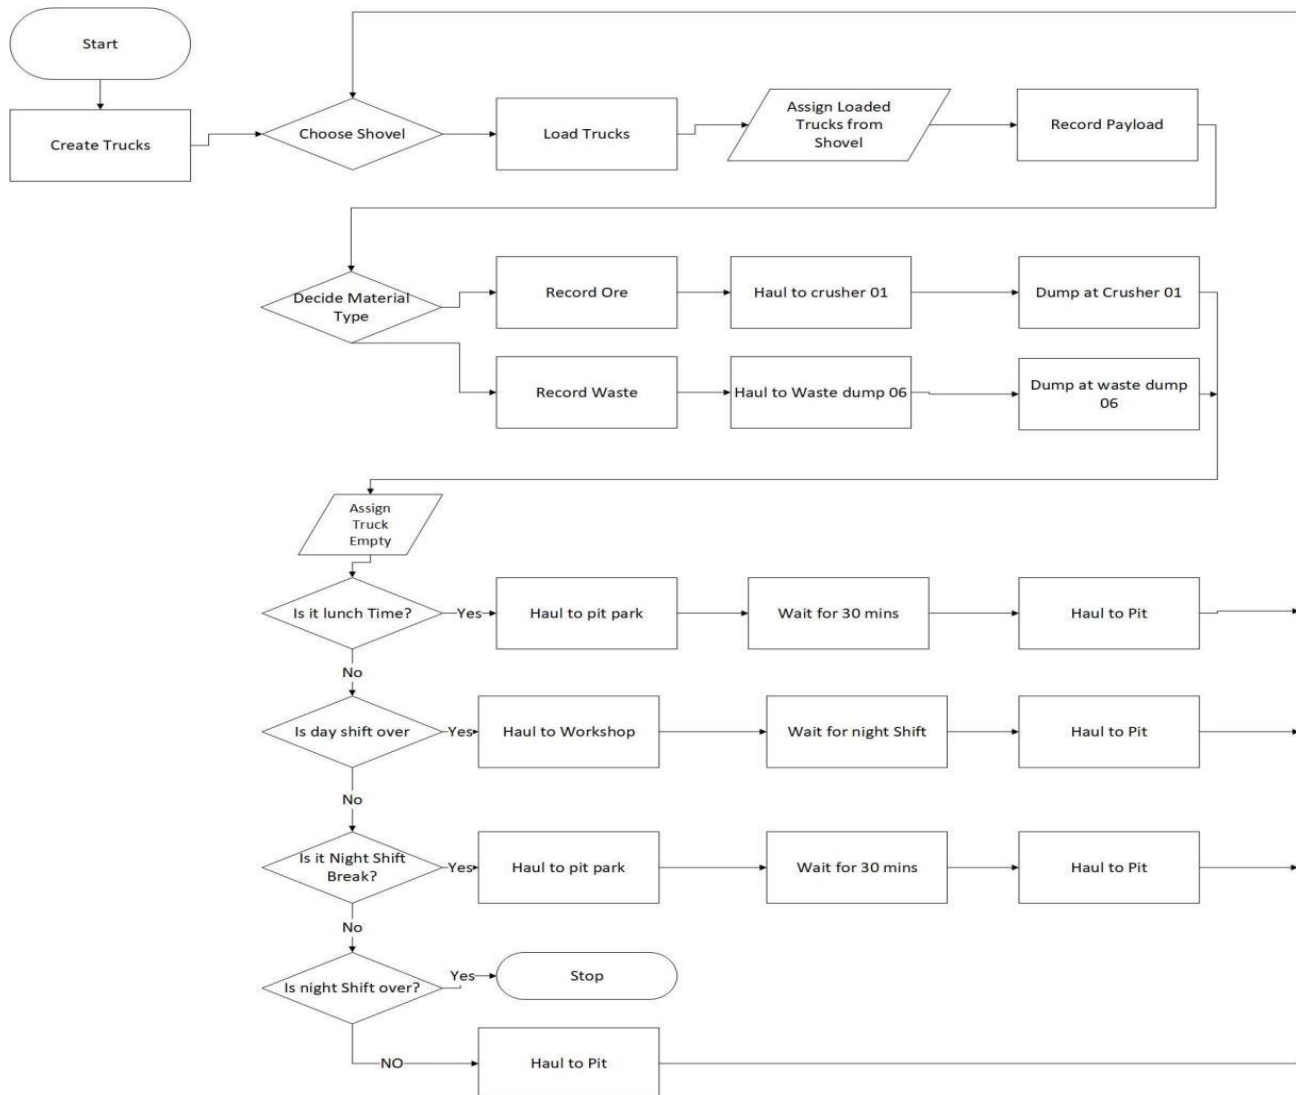 Start
Create Trucks
Choose Shovel
Load Trucks
Assign Loaded
Trucks from
Shovel
Record Payload
Decide Material
Type
Record Ore
Haul to crusher 01
Dump at Crusher 01
Record Waste
Haul to Waste dump 06
Dump at waste dump
06
Assign
Truck
Empty
Is it lunch Time?
Yes
Haul to pit park
Wait for 30 mins
Haul to Pit
No
Is day shift over
Yes
Haul to Workshop
Wait for night Shift
Haul to Pit
No
Is it Night Shift
Break?
Yes
Haul to pit park
Wait for 30 mins
Haul to Pit
No
Is night Shift over?
Yes
Stop
NO
Haul to Pit